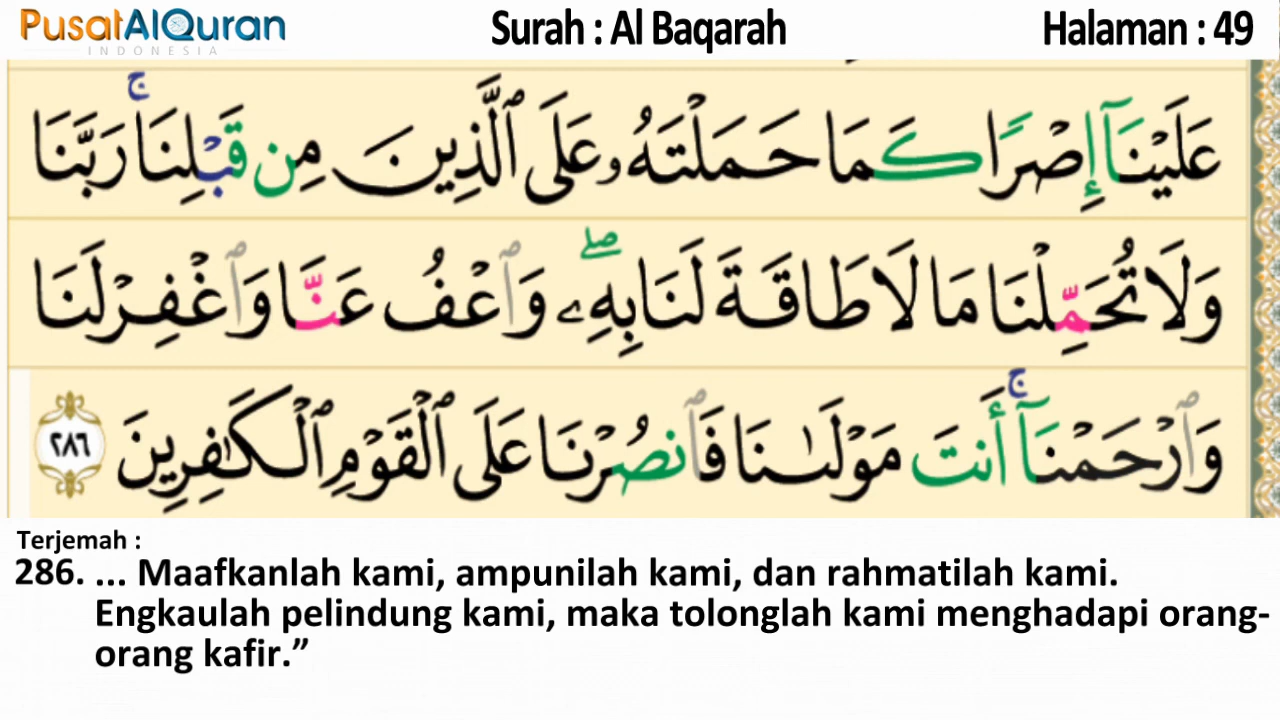 PusatAlQuran
INDONESIA
Surah : Al Baqarah
Halaman : 49
عَلَيْنَآ إِصْرًا كَمَا حَمَلْتَهُۥ عَلَى الَّذِينَ مِن قَبْلِنَا ۚ رَبَّنَا
وَلَا تُحَمِّلْنَا مَا لَا طَاقَةَ لَنَا بِهِۦ ۖ وَٱعْفُ عَنَّا وَٱغْفِرْ لَنَا
وَٱرْحَمْنَآ ۚ أَنتَ مَوْلَىٰنَا فَٱنصُرْنَا عَلَى ٱلْقَوْمِ ٱلْكَٰفِرِينَ ٢٨٦
Terjemah :
286. ... Maafkanlah kami, ampunilah kami, dan rahmatilah kami.
Engkaulah pelindung kami, maka tolonglah kami menghadapi orang-
orang kafir.”